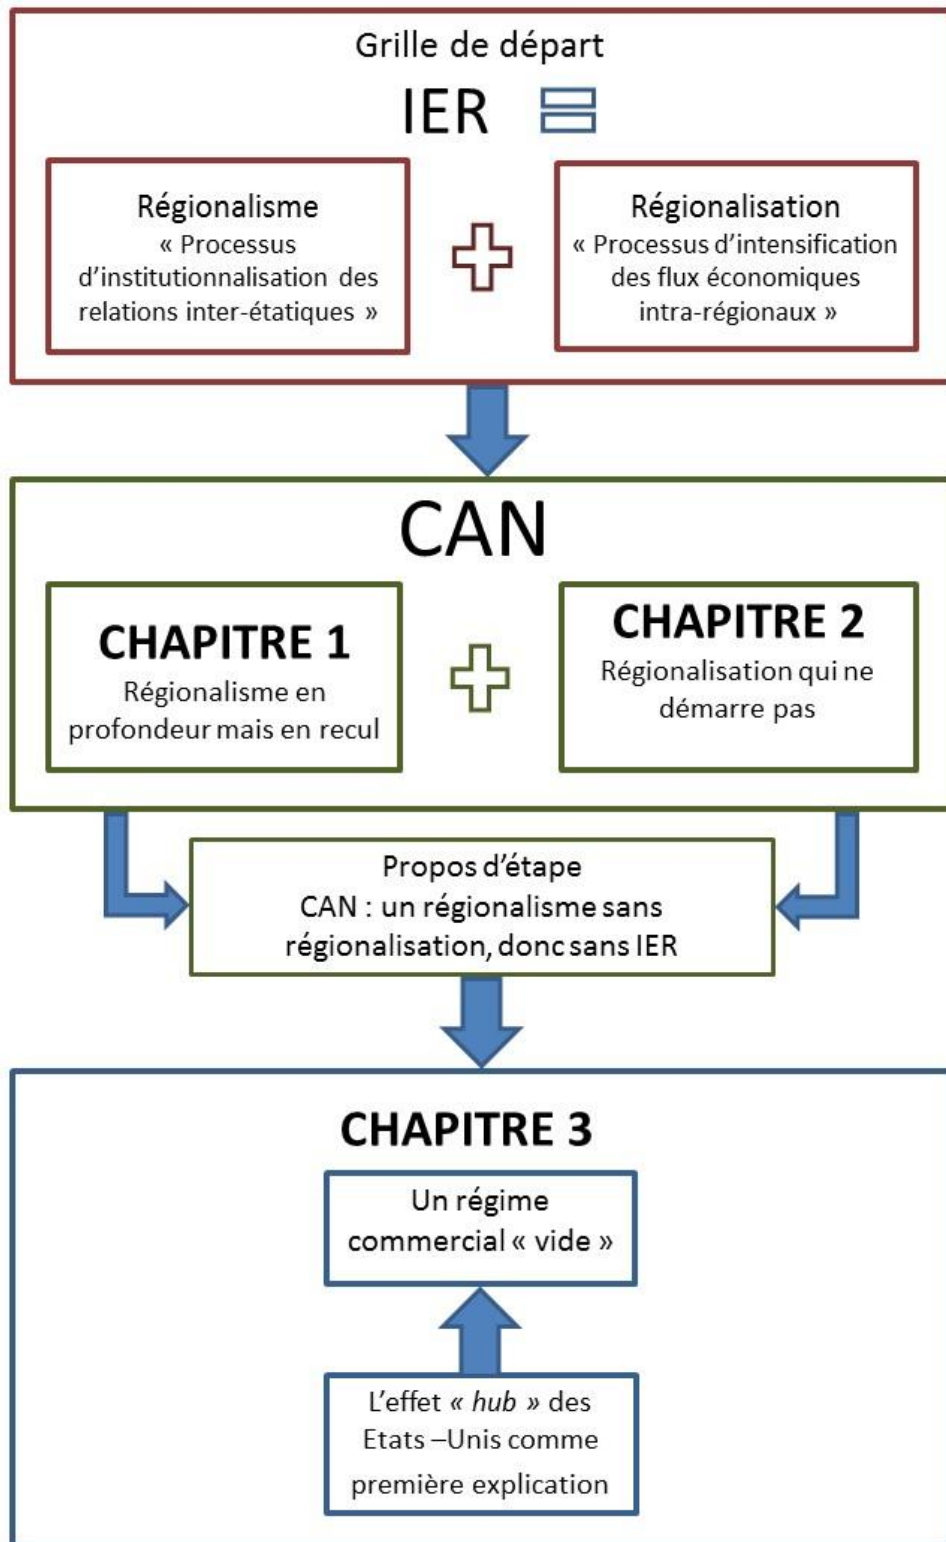 Grille de départ
IER
Régionalisme
« Processus
d'institutionnalisation des
relations inter-étatiques »
Régionalisation
« Processus d'intensification
des flux économiques
intra-régionaux »
CAN
CHAPITRE 1
Régionalisme en
profondeur mais en recul
CHAPITRE 2
Régionalisation qui ne
démarre pas
Propos d'étape
CAN : un régionalisme sans
régionalisation, donc sans IER
CHAPITRE 3
Un régime
commercial « vide »
L'effet « hub » des
Etats –Unis comme
première explication